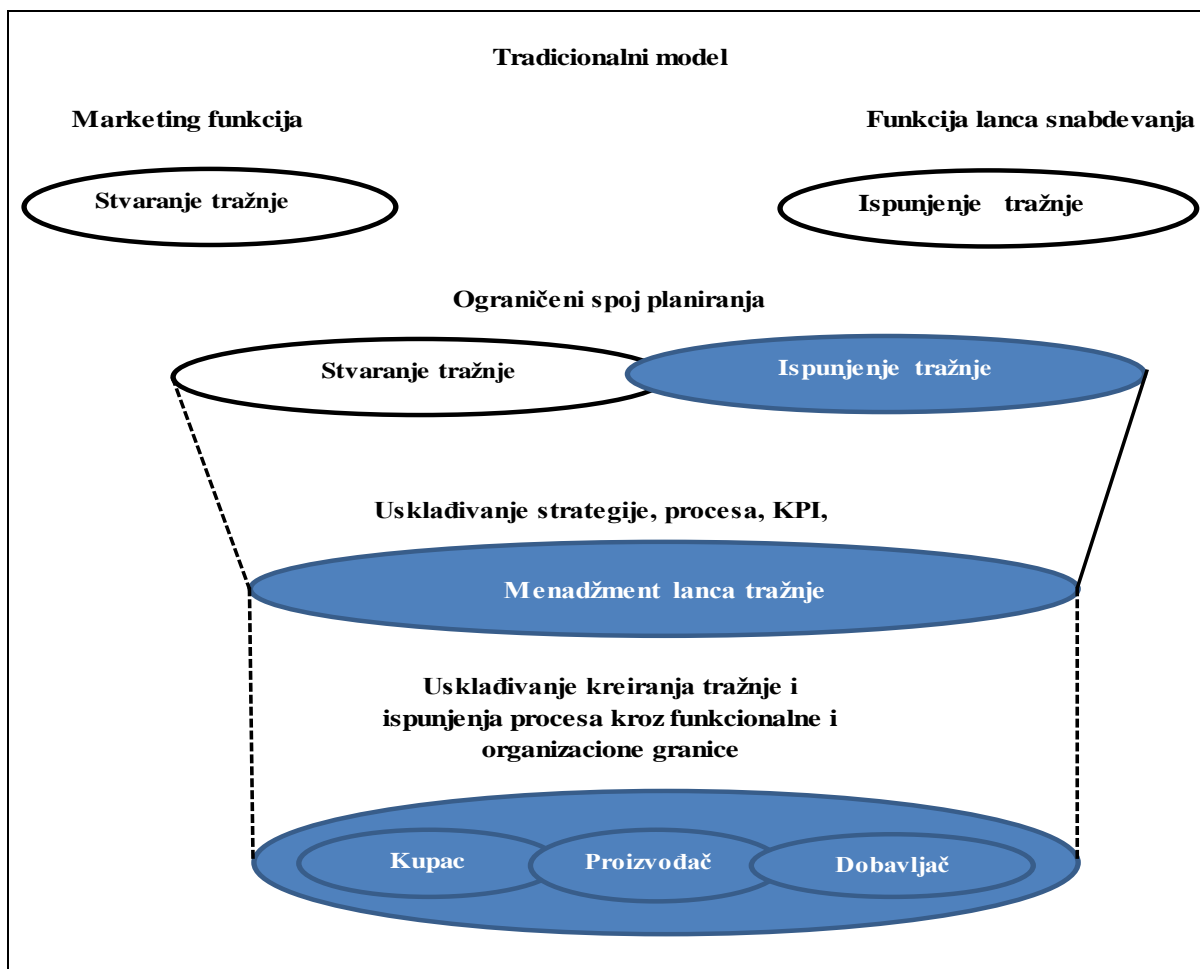 Tradicionalni model
Marketing funkcija
Funkcija lanca snabdevanja
Stvaranje tražnje
Ispunjenje tražnje
Ograničeni spoj planiranja
Stvaranje tražnje
Ispunjenje tražnje
Usklađivanje strategije, procesa, KPI,
Menadžment lanca tražnje
Usklađivanje kreiranja tražnje i
ispunjenja procesa kroz funkcionalne i
organizacione granice
Kupac
Proizvođač
Dobavljač